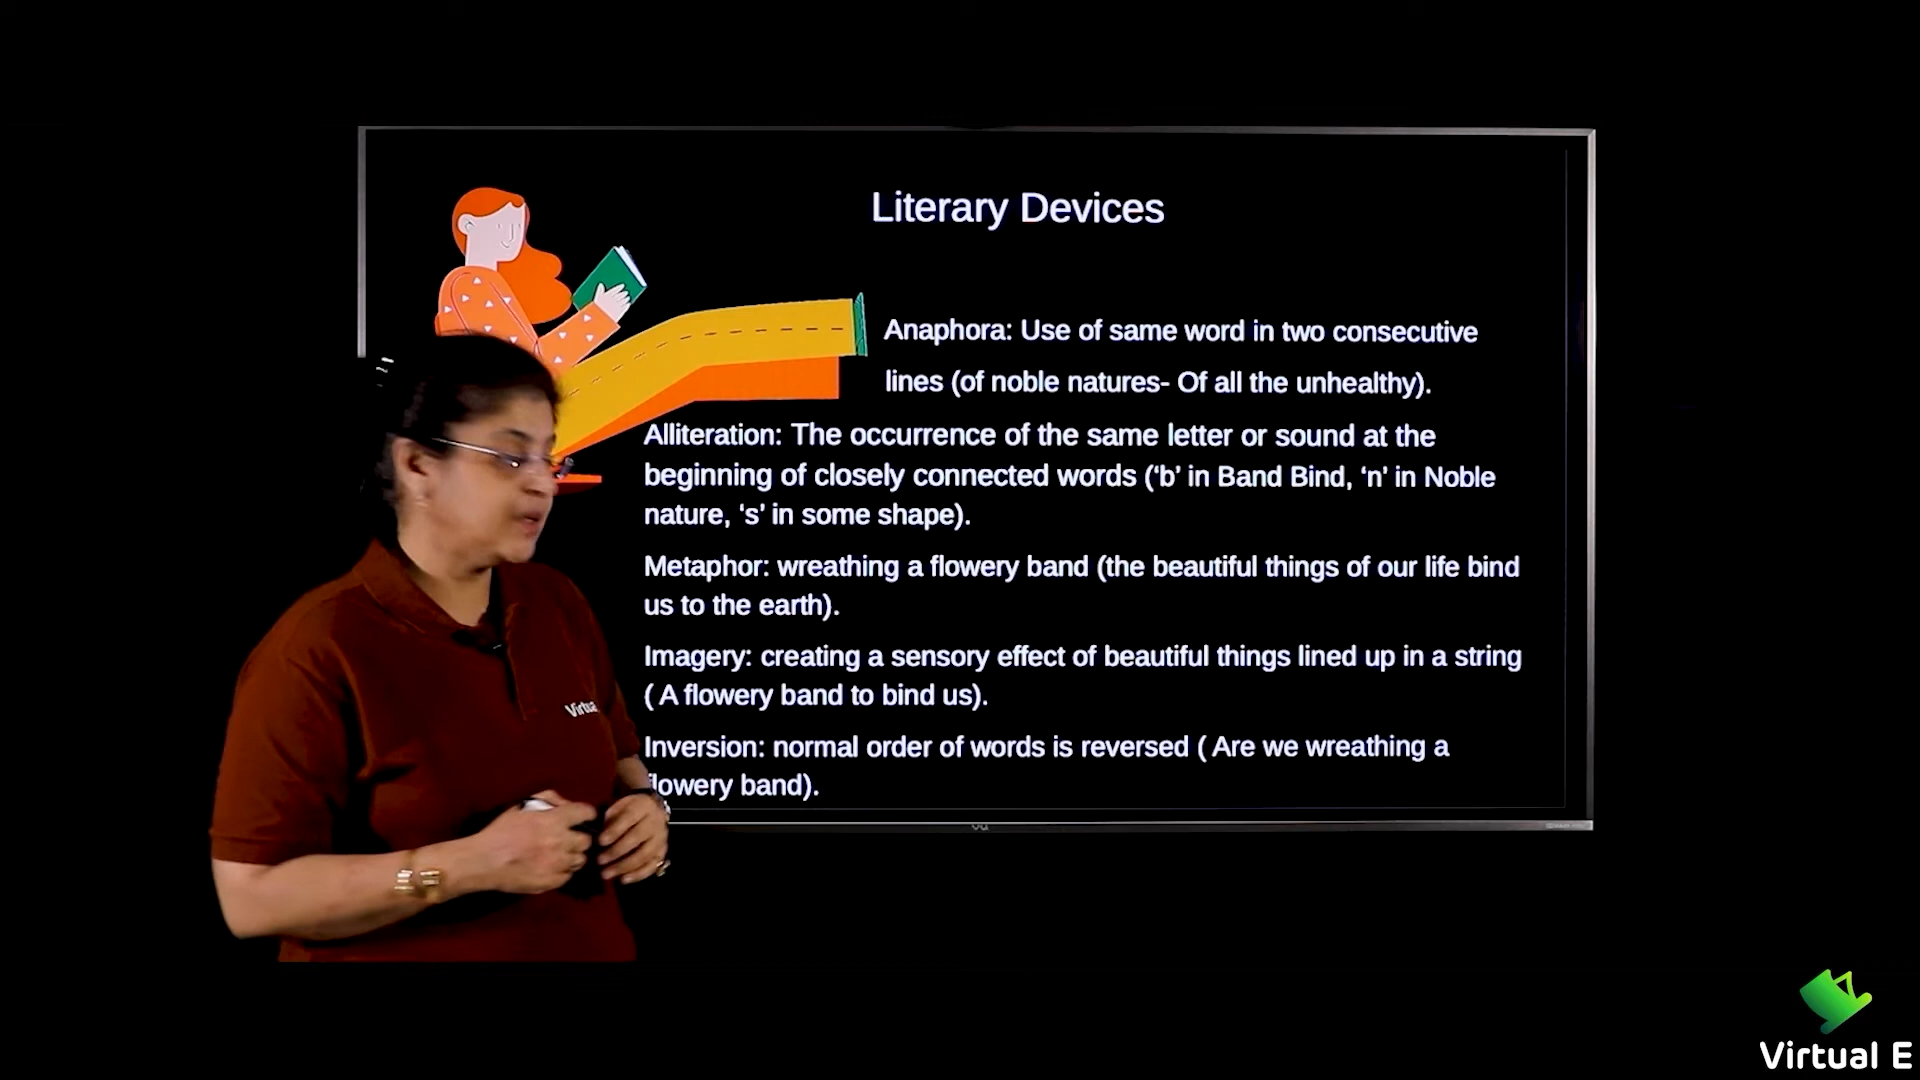 Literary Devices
Anaphora: Use of same word in two consecutive
lines (of noble natures- Of all the unhealthy).
Alliteration: The occurrence of the same letter or sound at the
beginning of closely connected words (‘b’ in Band Bind, ‘n’ in Noble
nature, ‘s’ in some shape).
Metaphor: wreathing a flowery band (the beautiful things of our life bind
us to the earth).
Imagery: creating a sensory effect of beautiful things lined up in a string
( A flowery band to bind us).
Inversion: normal order of words is reversed ( Are we wreathing a
flowery band).
Virtua
vu
Virtual E